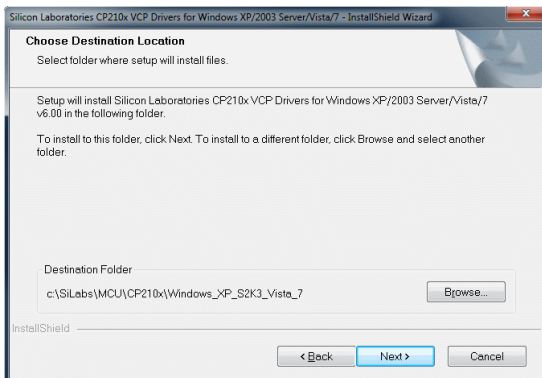 Silicon Laboratories CP210x VCP Drivers for Windows XP/2003 Server/Vista/7 - InstallShield Wizard
Choose Destination Location
Select folder where setup will install files.
Setup will install Silicon Laboratories CP210x VCP Drivers for Windows XP/2003 Server/Vista/7
v6.00 in the following folder.
To install to this folder, click Next. To install to a different folder, click Browse and select another
folder.
Destination Folder
c:\SiLabs\MCU\CP210x\Windows_XP_S2K3_Vista_7
Browse...
InstallShield
< Back
Next >
Cancel